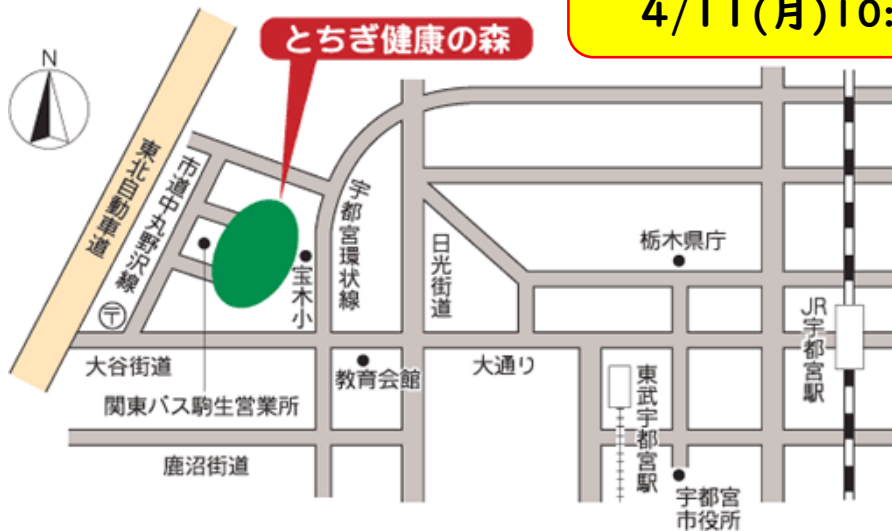 4/11(月)10:
とちぎ健康の森
N
東北自動車道
市道中丸野沢線
〒
宝木小
宇都宮環状線
日光街道
栃木県庁
JR宇都宮駅
大谷街道
教育会館
大通り
関東バス駒生営業所
東武宇都宮駅
鹿沼街道
宇都宮
市役所